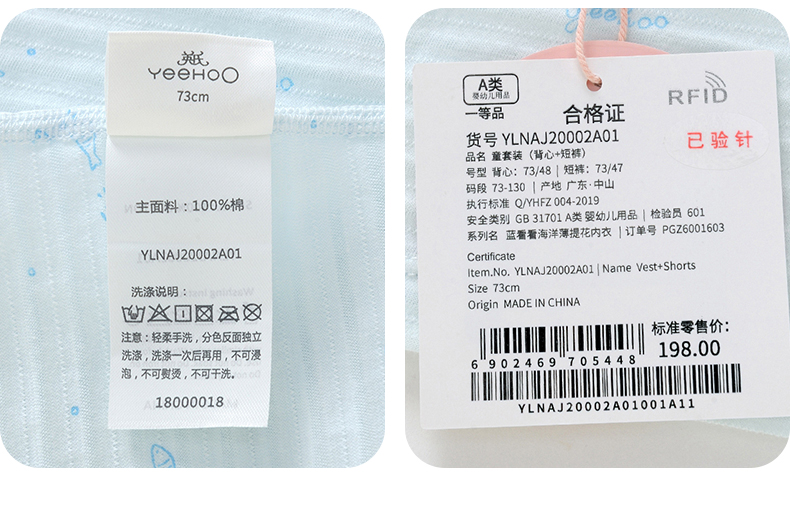 英氏
YeeHoO
73cm
主面料：100%棉
YLNAJ20002A01
洗涤说明：
注意：轻柔手洗，分色反面独立
洗涤，洗涤一次后再用，不可浸
泡，不可熨烫，不可干洗。
18000018
yeehoo
A类
婴幼儿用品
一等品
RFID
合格证
已验针
货号 YLNAJ20002A01
品名 童套装（背心+短裤）
号型 背心：73/48 | 短裤：73/47
码段 73-130 | 产地 广东·中山
执行标准 Q/YHFZ 004-2019
安全类别 GB 31701 A类 婴幼儿用品 | 检验员 601
系列名 蓝看看海洋薄提花内衣 | 订单号 PGZ6001603
Certificate
Item.No. YLNAJ20002A01 | Name Vest+Shorts
Size 73cm
Origin MADE IN CHINA
标准零售价：
198.00
6 902469 705448
YLNAJ20002A01001A11